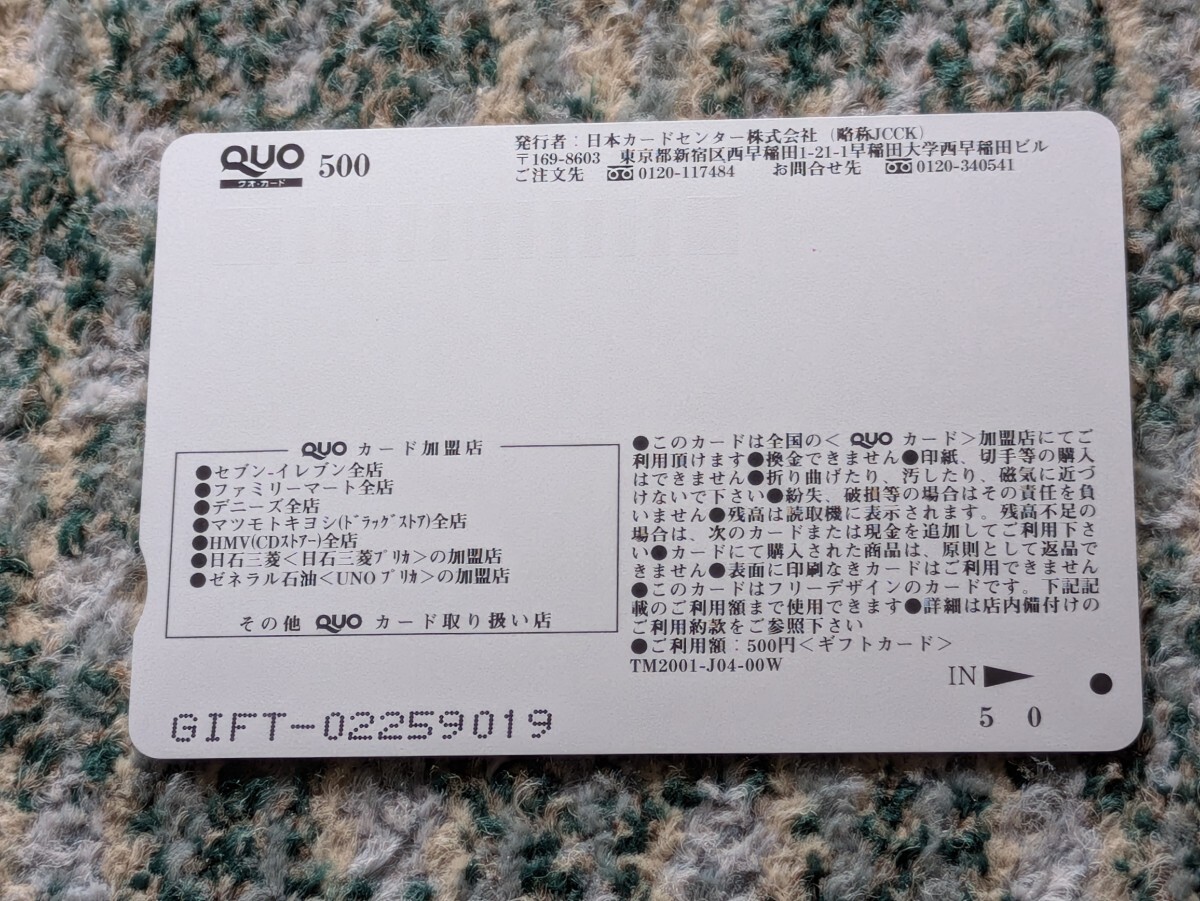 QUO 500
クオ・カード
発行者：日本カードセンター株式会社（略称JCCK）
〒169-8603 東京都新宿区西早稲田1-21-1早稲田大学西早稲田ビル
ご注文先 0120-117484 お問合せ先 0120-340541
QUO カード加盟店
●セブン-イレブン全店
●ファミリーマート全店
●デニーズ全店
●マツモトキヨシ(ﾄﾞﾗｯｸﾞｽﾄｱ)全店
●HMV(CDｽﾄｱｰ)全店
●日石三菱<日石三菱ﾌﾟﾘｶ>の加盟店
●ゼネラル石油<UNOﾌﾟﾘｶ>の加盟店
その他 QUO カード取り扱い店
●このカードは全国の< QUO カード>加盟店にてご
利用頂けます●換金できません●印紙、切手等の購入
はできません●折り曲げたり、汚したり、磁気に近づ
けないで下さい●紛失、破損等の場合はその責任を負
いません●残高は読取機に表示されます。残高不足の
場合は、次のカードまたは現金を追加してご利用下さ
い●カードにて購入された商品は、原則として返品で
きません●表面に印刷なきカードはご利用できません
●このカードはフリーデザインのカードです。下記記
載のご利用額まで使用できます●詳細は店内備付けの
ご利用約款をご参照下さい
●ご利用額：500円<ギフトカード>
TM2001-J04-00W
IN
5 0
GIFT-02259019